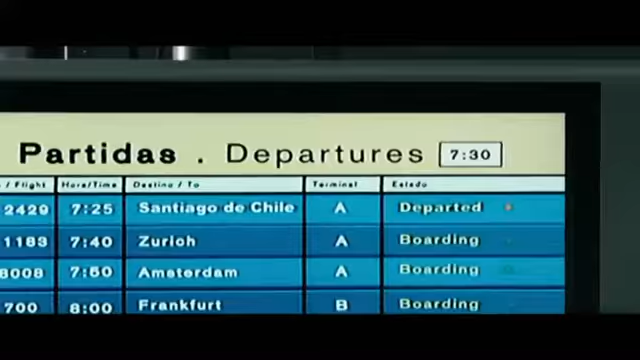 Partidas . Departures 7:30
/ Flight Hora/Time Destino / To Terminal Estado
2429 7:25 Santiago de Chile A Departed
1183 7:40 Zurich A Boarding
8008 7:50 Amsterdam A Boarding
700 8:00 Frankfurt B Boarding